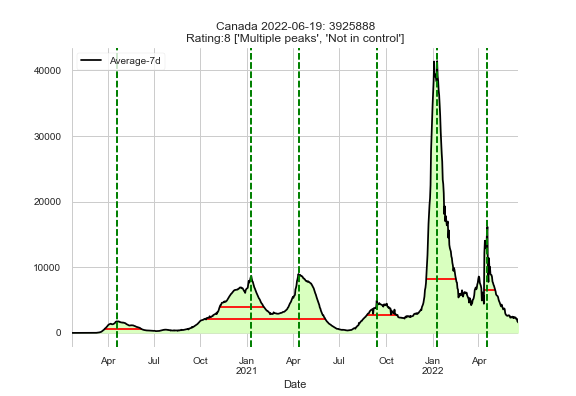 Canada 2022-06-19: 3925888
Rating:8 ['Multiple peaks', 'Not in control']
Average-7d
40000
30000
20000
10000
0
Apr Jul Oct Jan Apr Jul Oct Jan Apr
2021 2022
Date